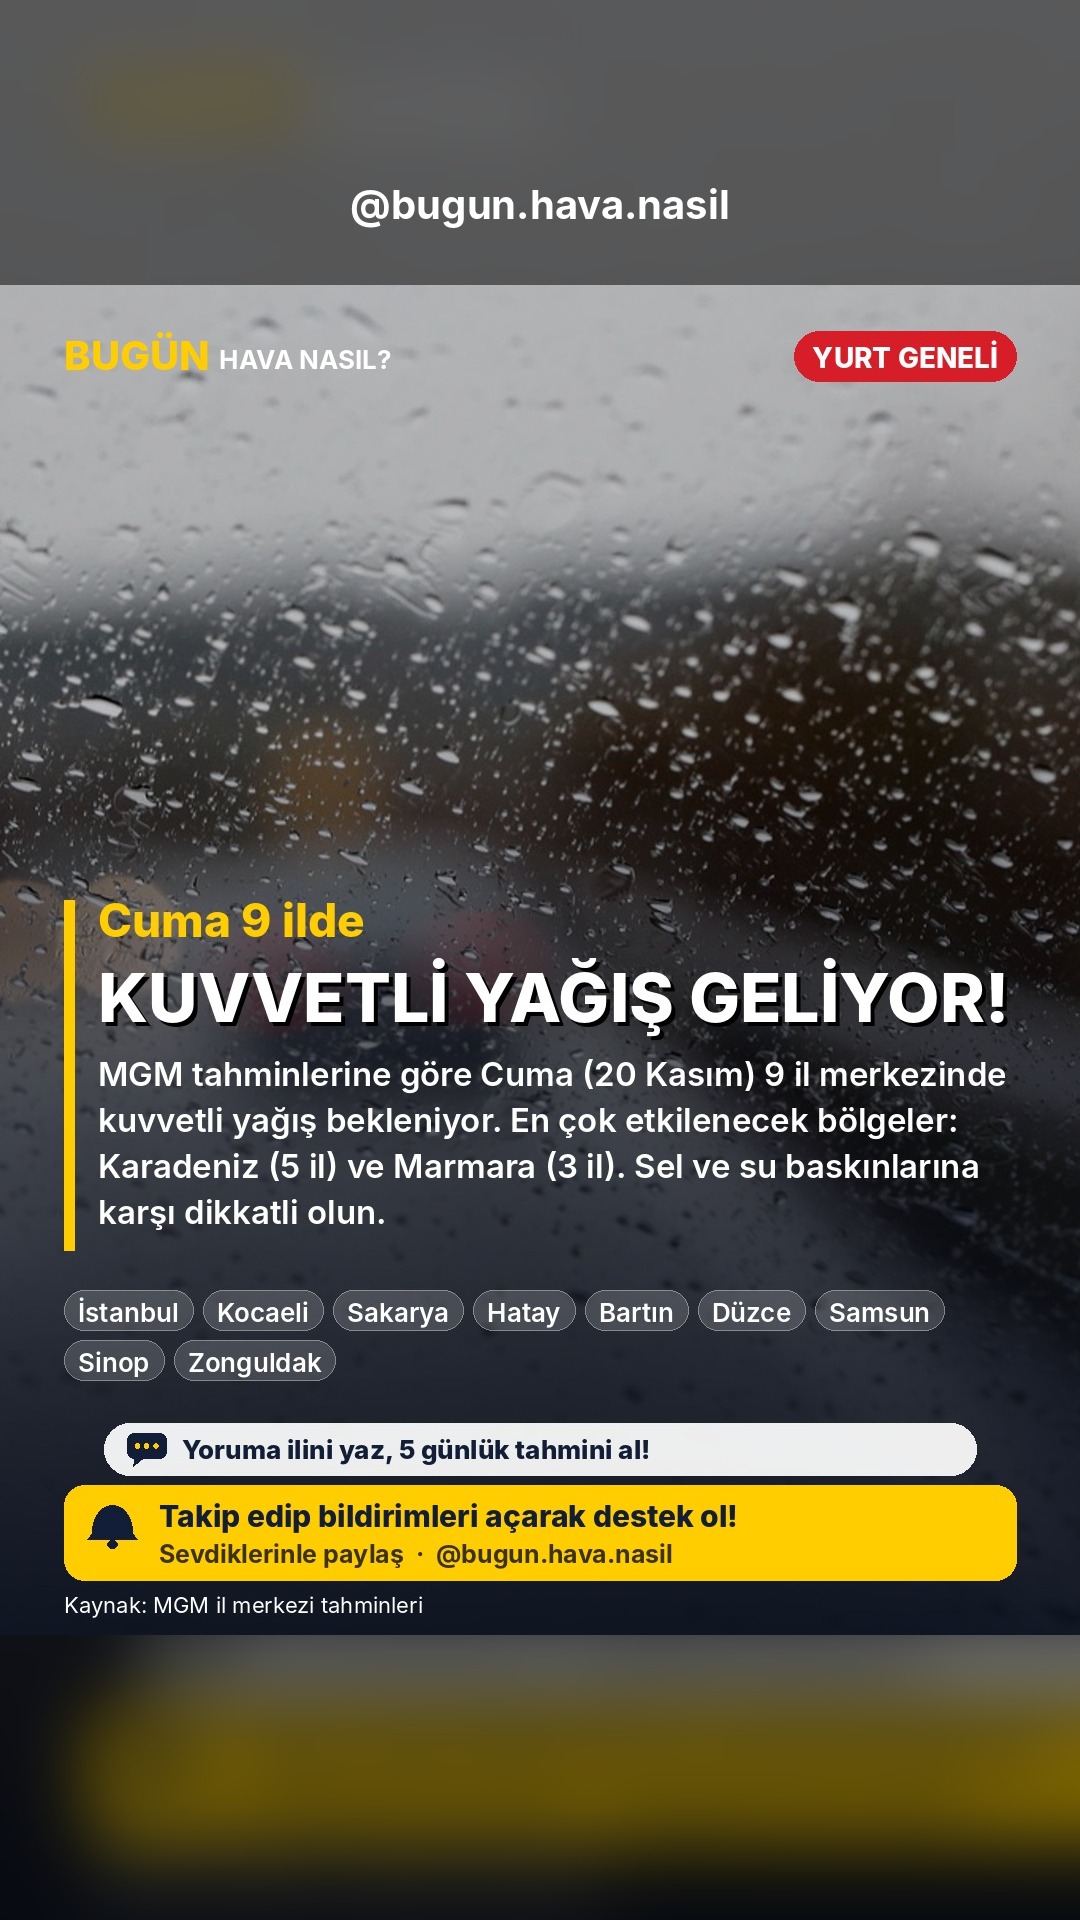 @bugun.hava.nasil
BUGÜN HAVA NASIL?
YURT GENELİ
Cuma 9 ilde
KUVVETLİ YAĞIŞ GELİYOR!
MGM tahminlerine göre Cuma (20 Kasım) 9 il merkezinde
kuvvetli yağış bekleniyor. En çok etkilenecek bölgeler:
Karadeniz (5 il) ve Marmara (3 il). Sel ve su baskınlarına
karşı dikkatli olun.
İstanbul Kocaeli Sakarya Hatay Bartın Düzce Samsun
Sinop Zonguldak
Yoruma ilini yaz, 5 günlük tahmini al!
Takip edip bildirimleri açarak destek ol!
Sevdiklerinle paylaş · @bugun.hava.nasil
Kaynak: MGM il merkezi tahminleri